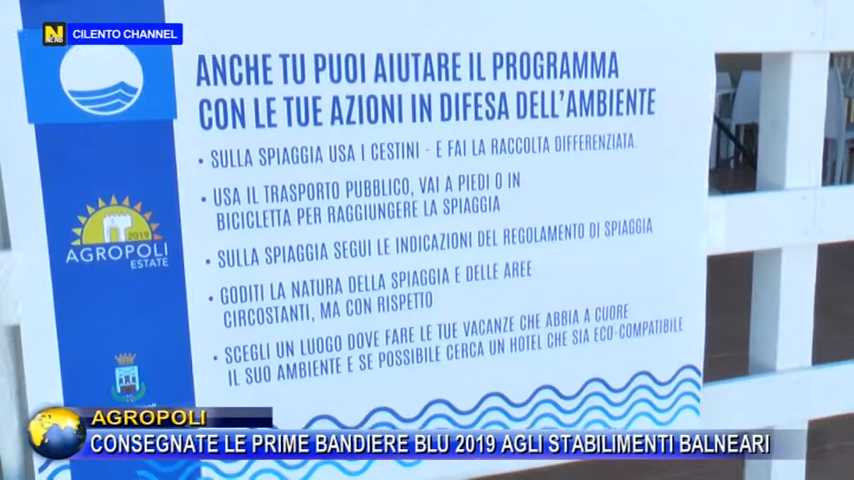 N
NEWS
CILENTO CHANNEL
ANCHE TU PUOI AIUTARE IL PROGRAMMA
CON LE TUE AZIONI IN DIFESA DELL'AMBIENTE
• SULLA SPIAGGIA USA I CESTINI - E FAI LA RACCOLTA DIFFERENZIATA.
• USA IL TRASPORTO PUBBLICO, VAI A PIEDI O IN
BICICLETTA PER RAGGIUNGERE LA SPIAGGIA
• SULLA SPIAGGIA SEGUI LE INDICAZIONI DEL REGOLAMENTO DI SPIAGGIA
• GODITI LA NATURA DELLA SPIAGGIA E DELLE AREE
CIRCOSTANTI, MA CON RISPETTO
• SCEGLI UN LUOGO DOVE FARE LE TUE VACANZE CHE ABBIA A CUORE
IL SUO AMBIENTE E SE POSSIBILE CERCA UN HOTEL CHE SIA ECO-COMPATIBILE
2019
AGROPOLI
ESTATE
AGROPOLI
CONSEGNATE LE PRIME BANDIERE BLU 2019 AGLI STABILIMENTI BALNEARI